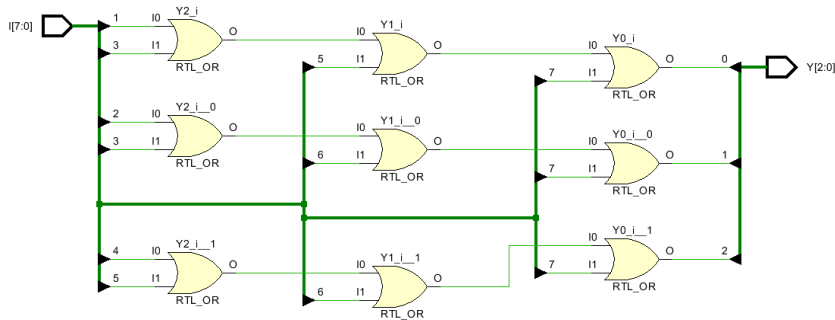 I[7:0]
1
I0
Y2_i
O
3
I1
RTL_OR
I0
Y1_i
O
5
I1
RTL_OR
I0
Y0_i
O
7
I1
RTL_OR
0
Y[2:0]
2
I0
Y2_i__0
O
3
I1
RTL_OR
I0
Y1_i__0
O
6
I1
RTL_OR
I0
Y0_i__0
O
7
I1
RTL_OR
1
4
I0
Y2_i__1
O
5
I1
RTL_OR
I0
Y1_i__1
O
6
I1
RTL_OR
I0
Y0_i__1
O
7
I1
RTL_OR
2